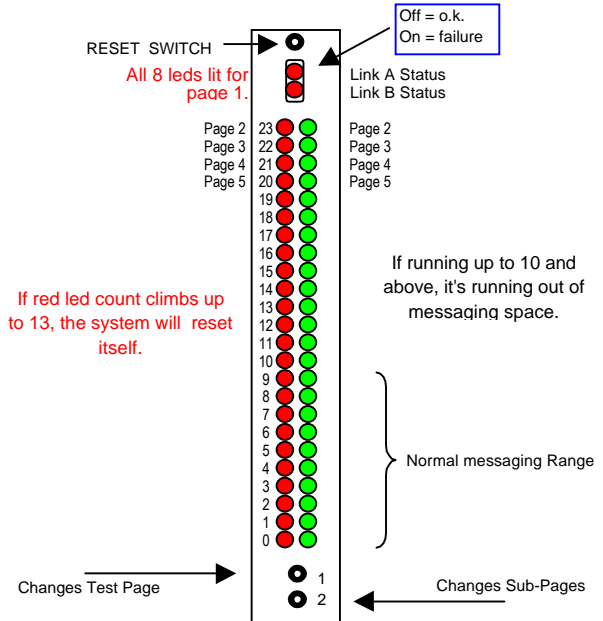 Off = o.k.
On = failure
RESET SWITCH
All 8 leds lit for
page 1.
Link A Status
Link B Status
Page 2 23 Page 2
Page 3 22 Page 3
Page 4 21 Page 4
Page 5 20 Page 5
19
18
17
16
15
14
13
12
11
10
9
8
7
6
5
4
3
2
1
0
If running up to 10 and
above, it's running out of
messaging space.
If red led count climbs up
to 13, the system will reset
itself.
Normal messaging Range
1
2
Changes Test Page
Changes Sub-Pages